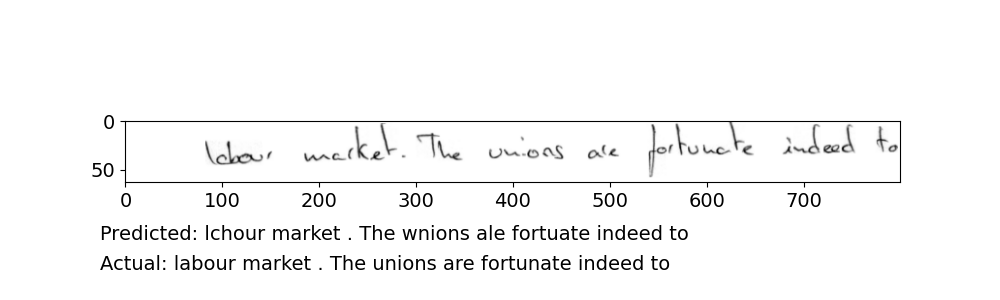 0
50
labour market. The unions are fortunate indeed to
0 100 200 300 400 500 600 700
Predicted: lchour market . The wnions ale fortuate indeed to
Actual: labour market . The unions are fortunate indeed to